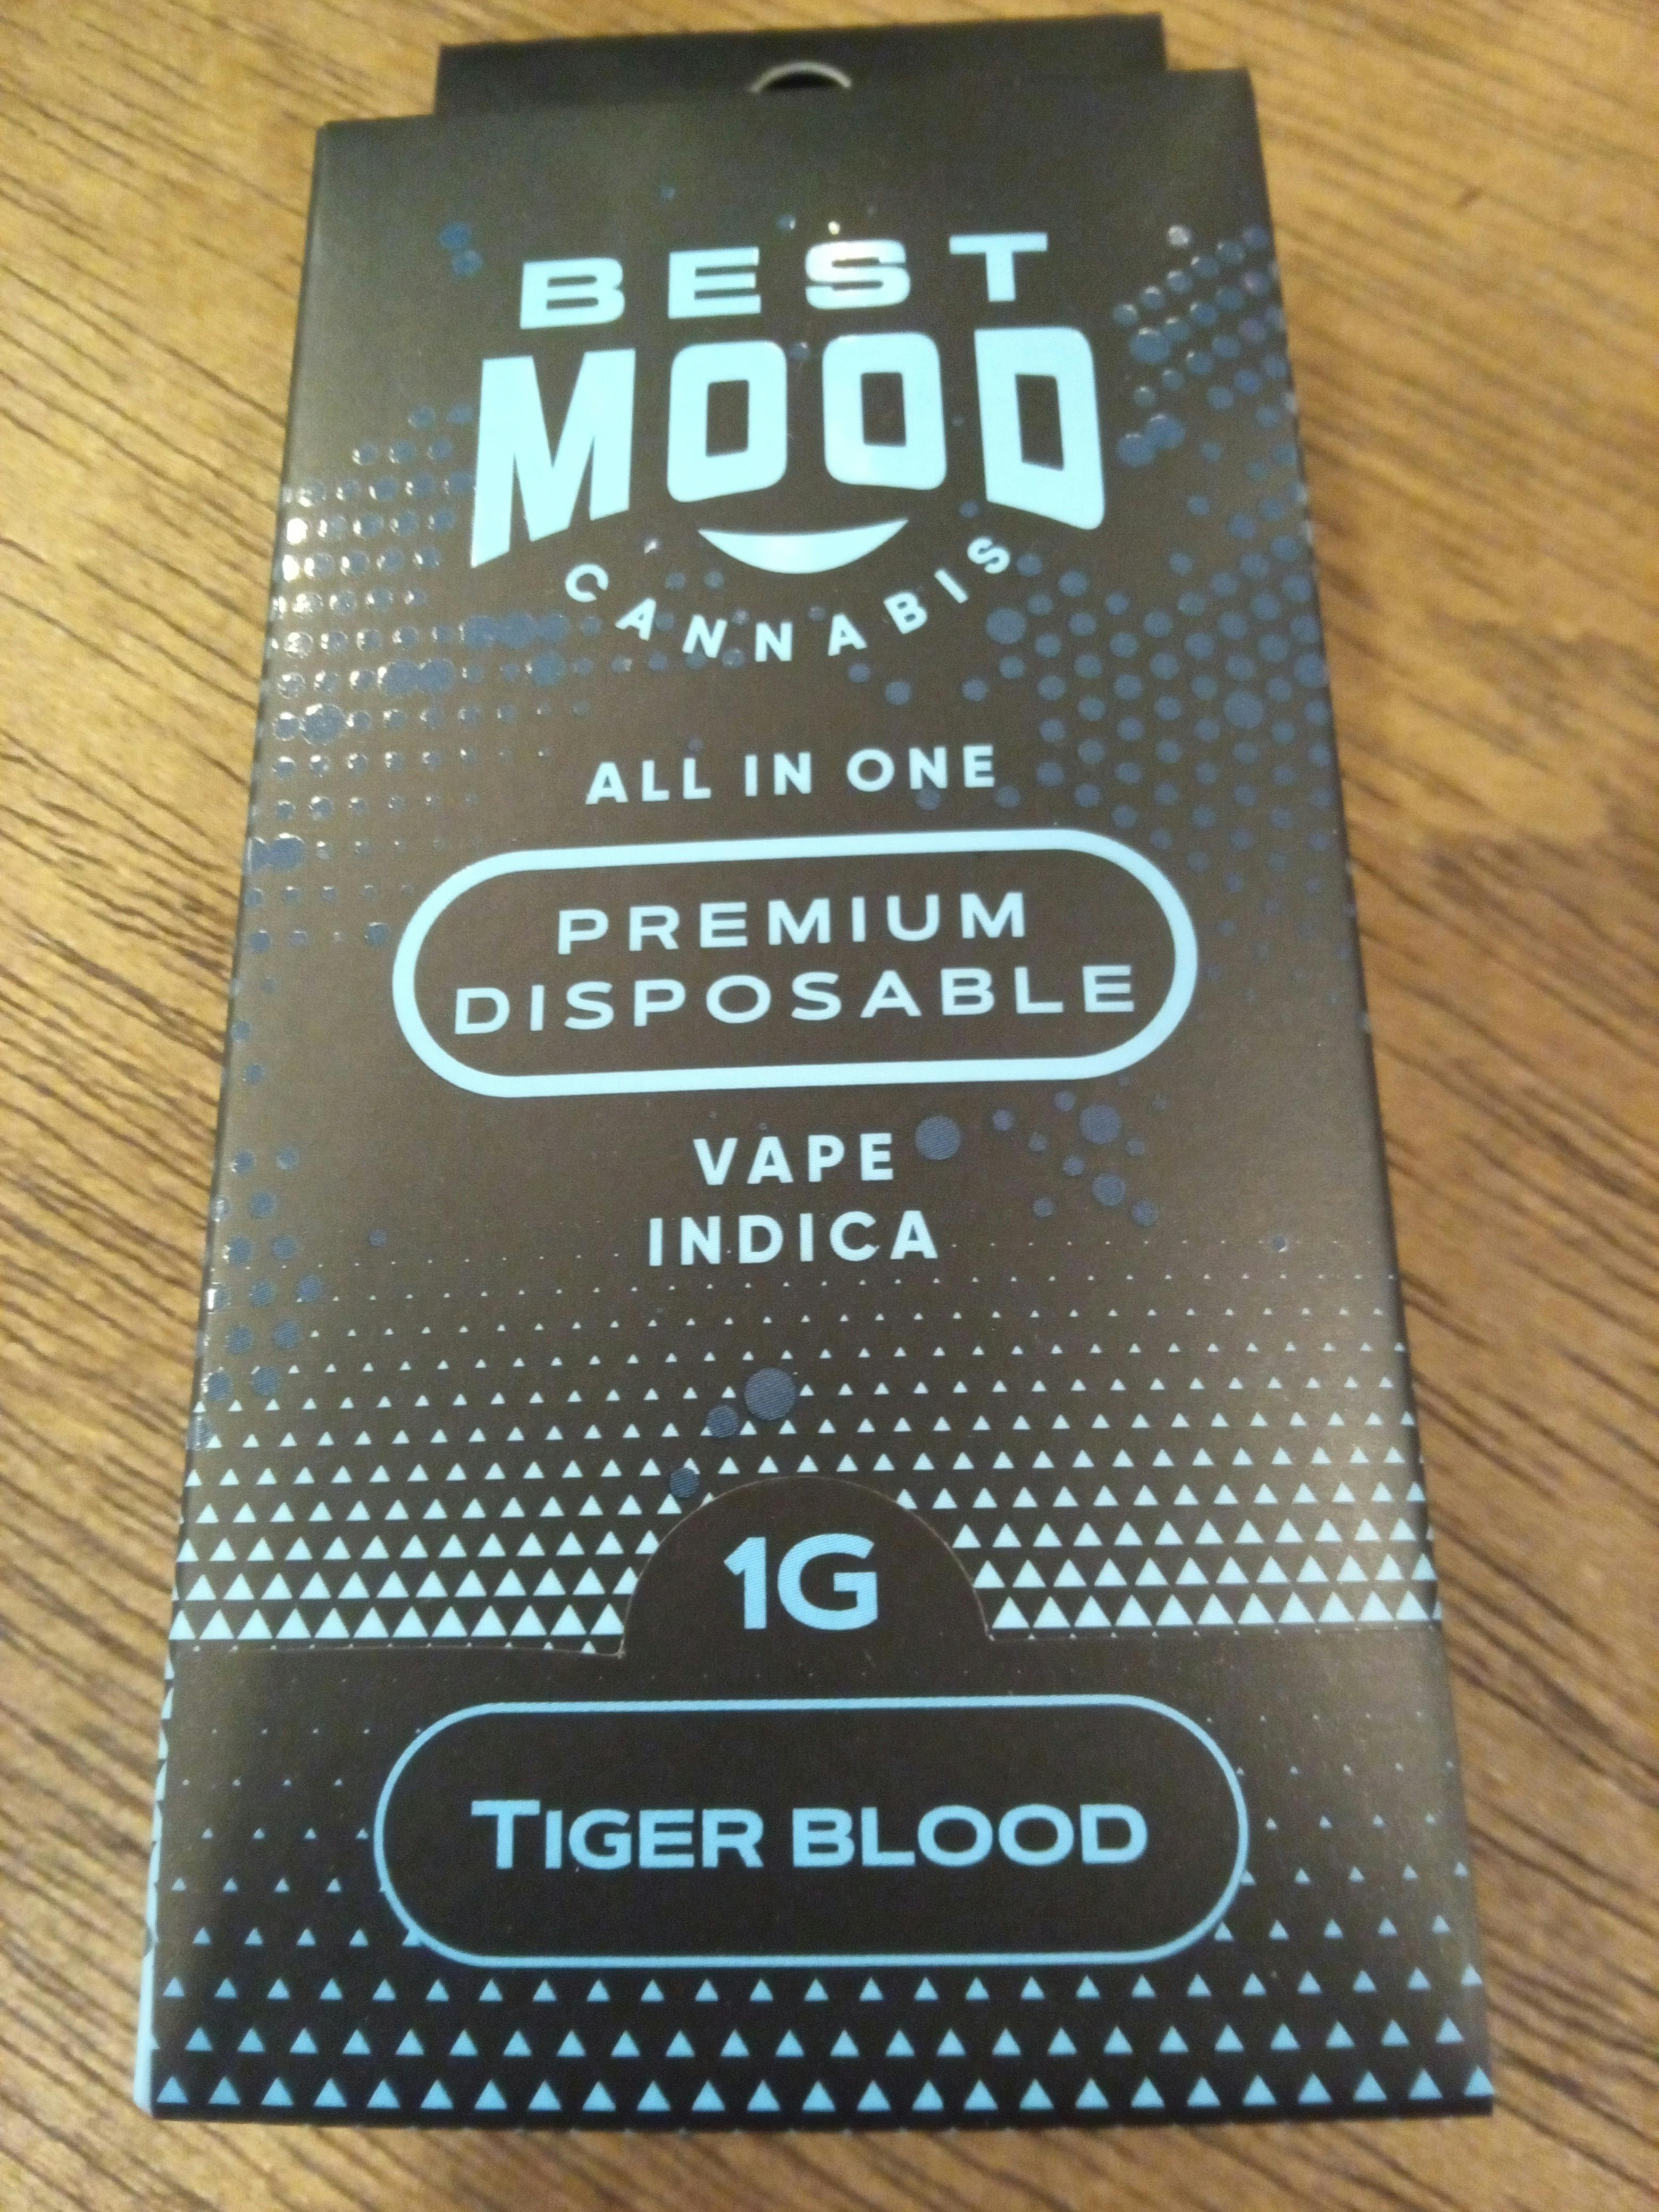 BEST
MOOD
CANNABIS
ALL IN ONE
PREMIUM
DISPOSABLE
VAPE
INDICA
1G
TIGER BLOOD